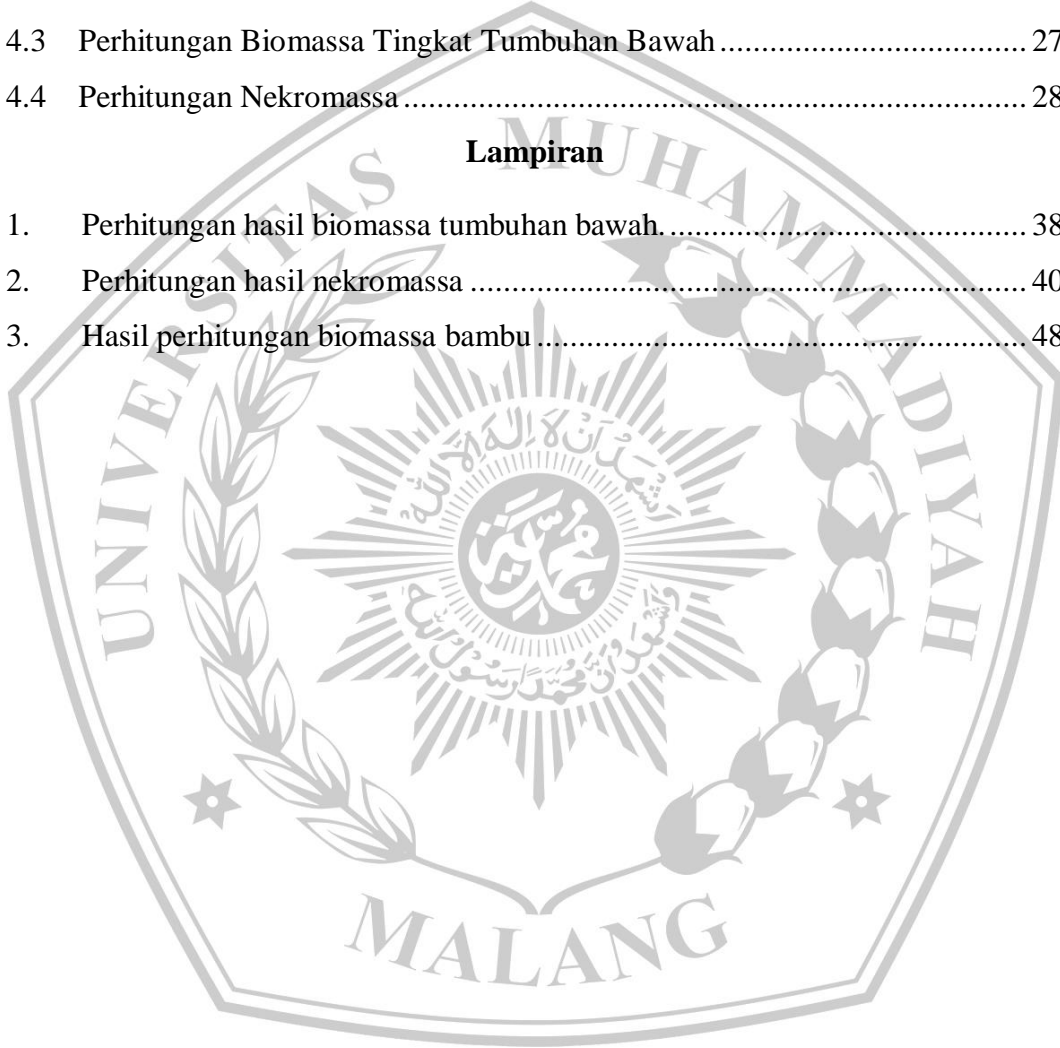 4.3 Perhitungan Biomassa Tingkat Tumbuhan Bawah..................................... 27
4.4 Perhitungan Nekromassa........................................................................... 28
Lampiran
1. Perhitungan hasil biomassa tumbuhan bawah............................................ 38
2. Perhitungan hasil nekromassa ................................................................... 40
3. Hasil perhitungan biomassa bambu........................................................... 48
UNIVERSITAS MUHAMMADIYAH
MALANG